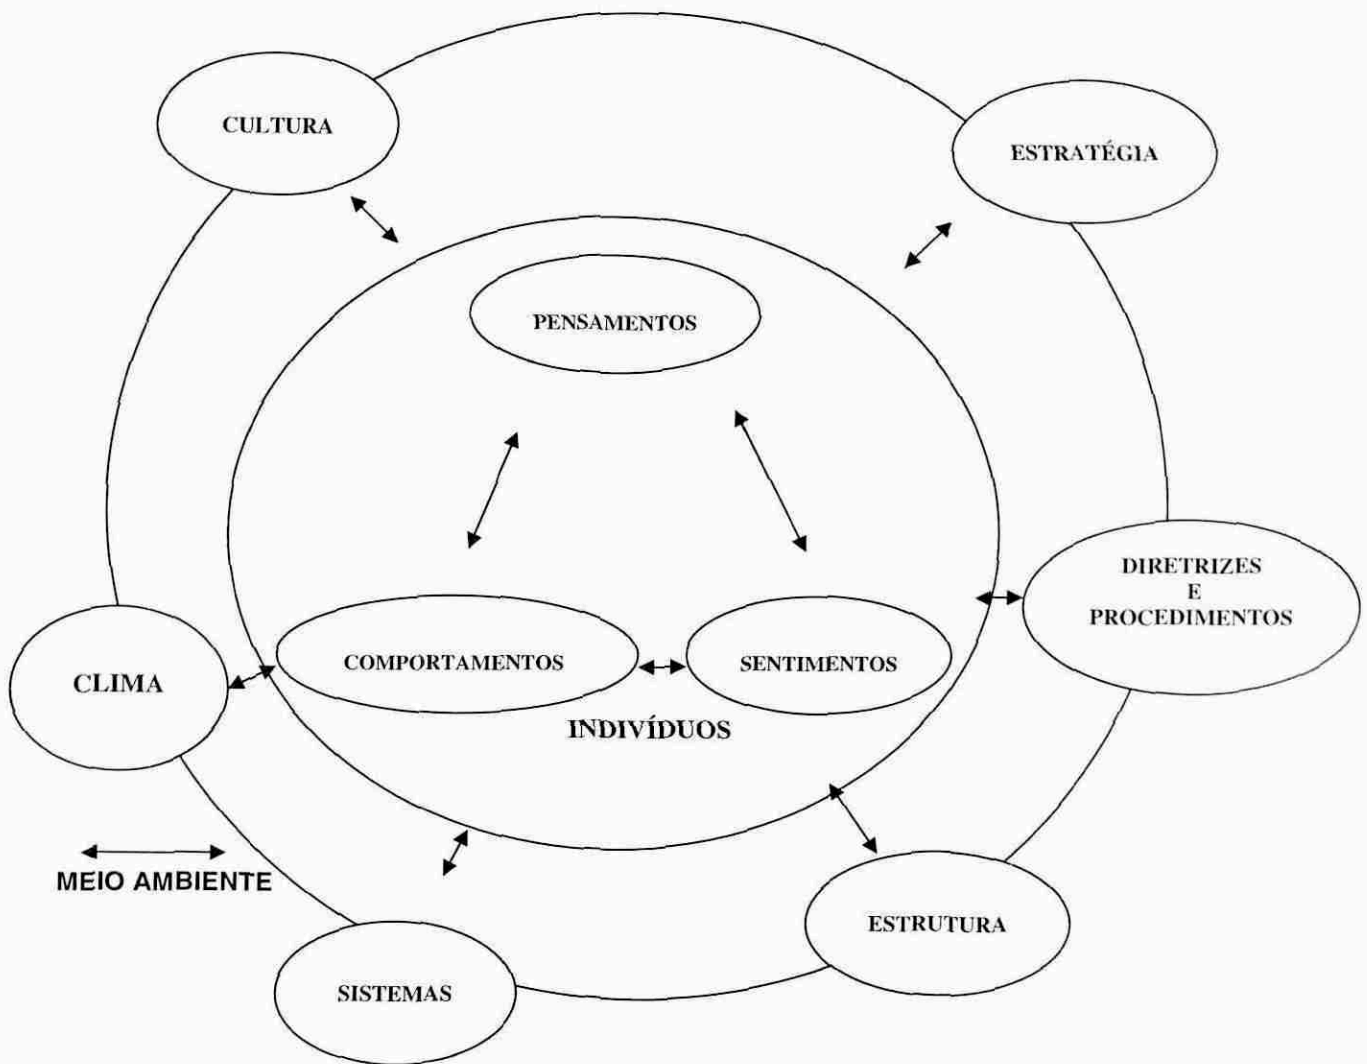 CULTURA
ESTRATÉGIA
PENSAMENTOS
DIRETRIZES
E
PROCEDIMENTOS
COMPORTAMENTOS
SENTIMENTOS
CLIMA
INDIVÍDUOS
MEIO AMBIENTE
ESTRUTURA
SISTEMAS